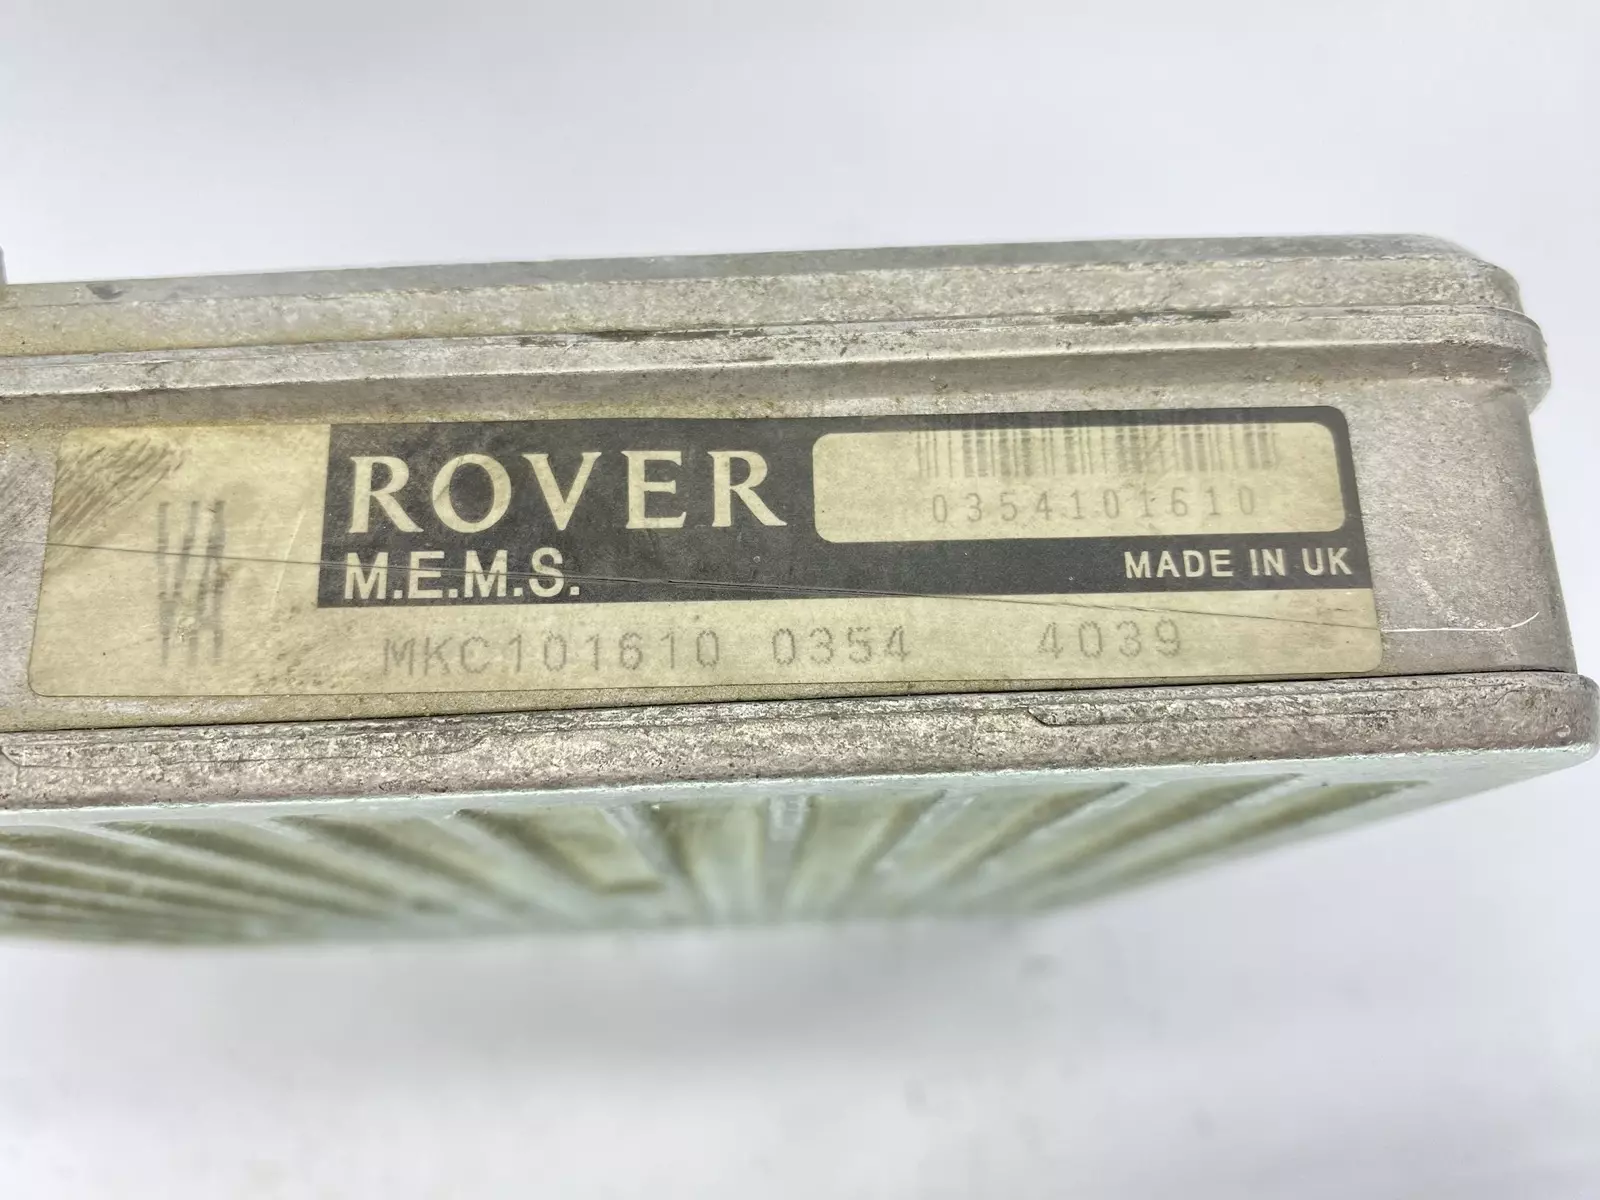 ROVER
0354101610
M.E.M.S.
MADE IN UK
MKC101610 0354 4039